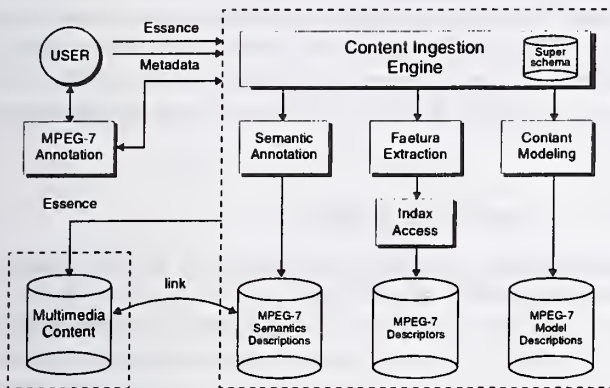 Essance
USER
Metadata
Content Ingestion
Engine
Super
schema
MPEG-7
Annotation
Semantic
Annotation
Faetura
Extraction
Contant
Modeling
Essence
Indax
Access
link
Multimedia
Content
MPEG-7
Semantics
Descriptions
MPEG-7
Descriptors
MPEG-7
Model
Descriptions